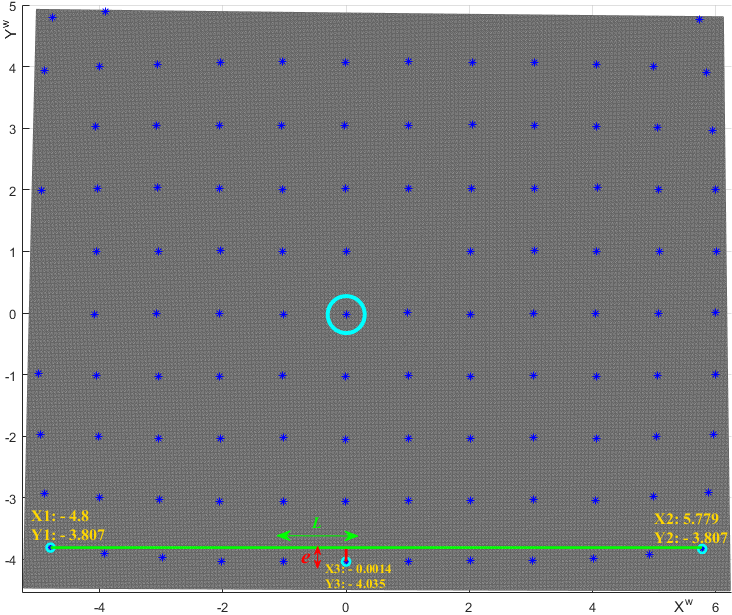 5
Y^w
4
3
2
1
0
-1
-2
-3
X1: - 4.8
Y1: - 3.807
l
X2: 5.779
Y2: - 3.807
-4
e
X3: - 0.0014
Y3: - 4.035
-4 -2 0 2 4 X^w 6